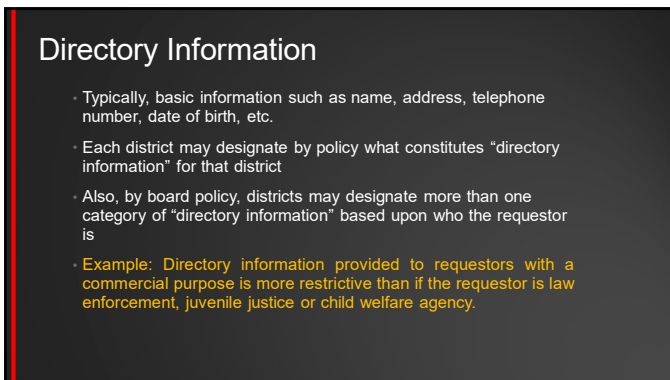 Directory Information
• Typically, basic information such as name, address, telephone
number, date of birth, etc.
• Each district may designate by policy what constitutes “directory
information” for that district
• Also, by board policy, districts may designate more than one
category of “directory information” based upon who the requestor
is
• Example: Directory information provided to requestors with a
commercial purpose is more restrictive than if the requestor is law
enforcement, juvenile justice or child welfare agency.